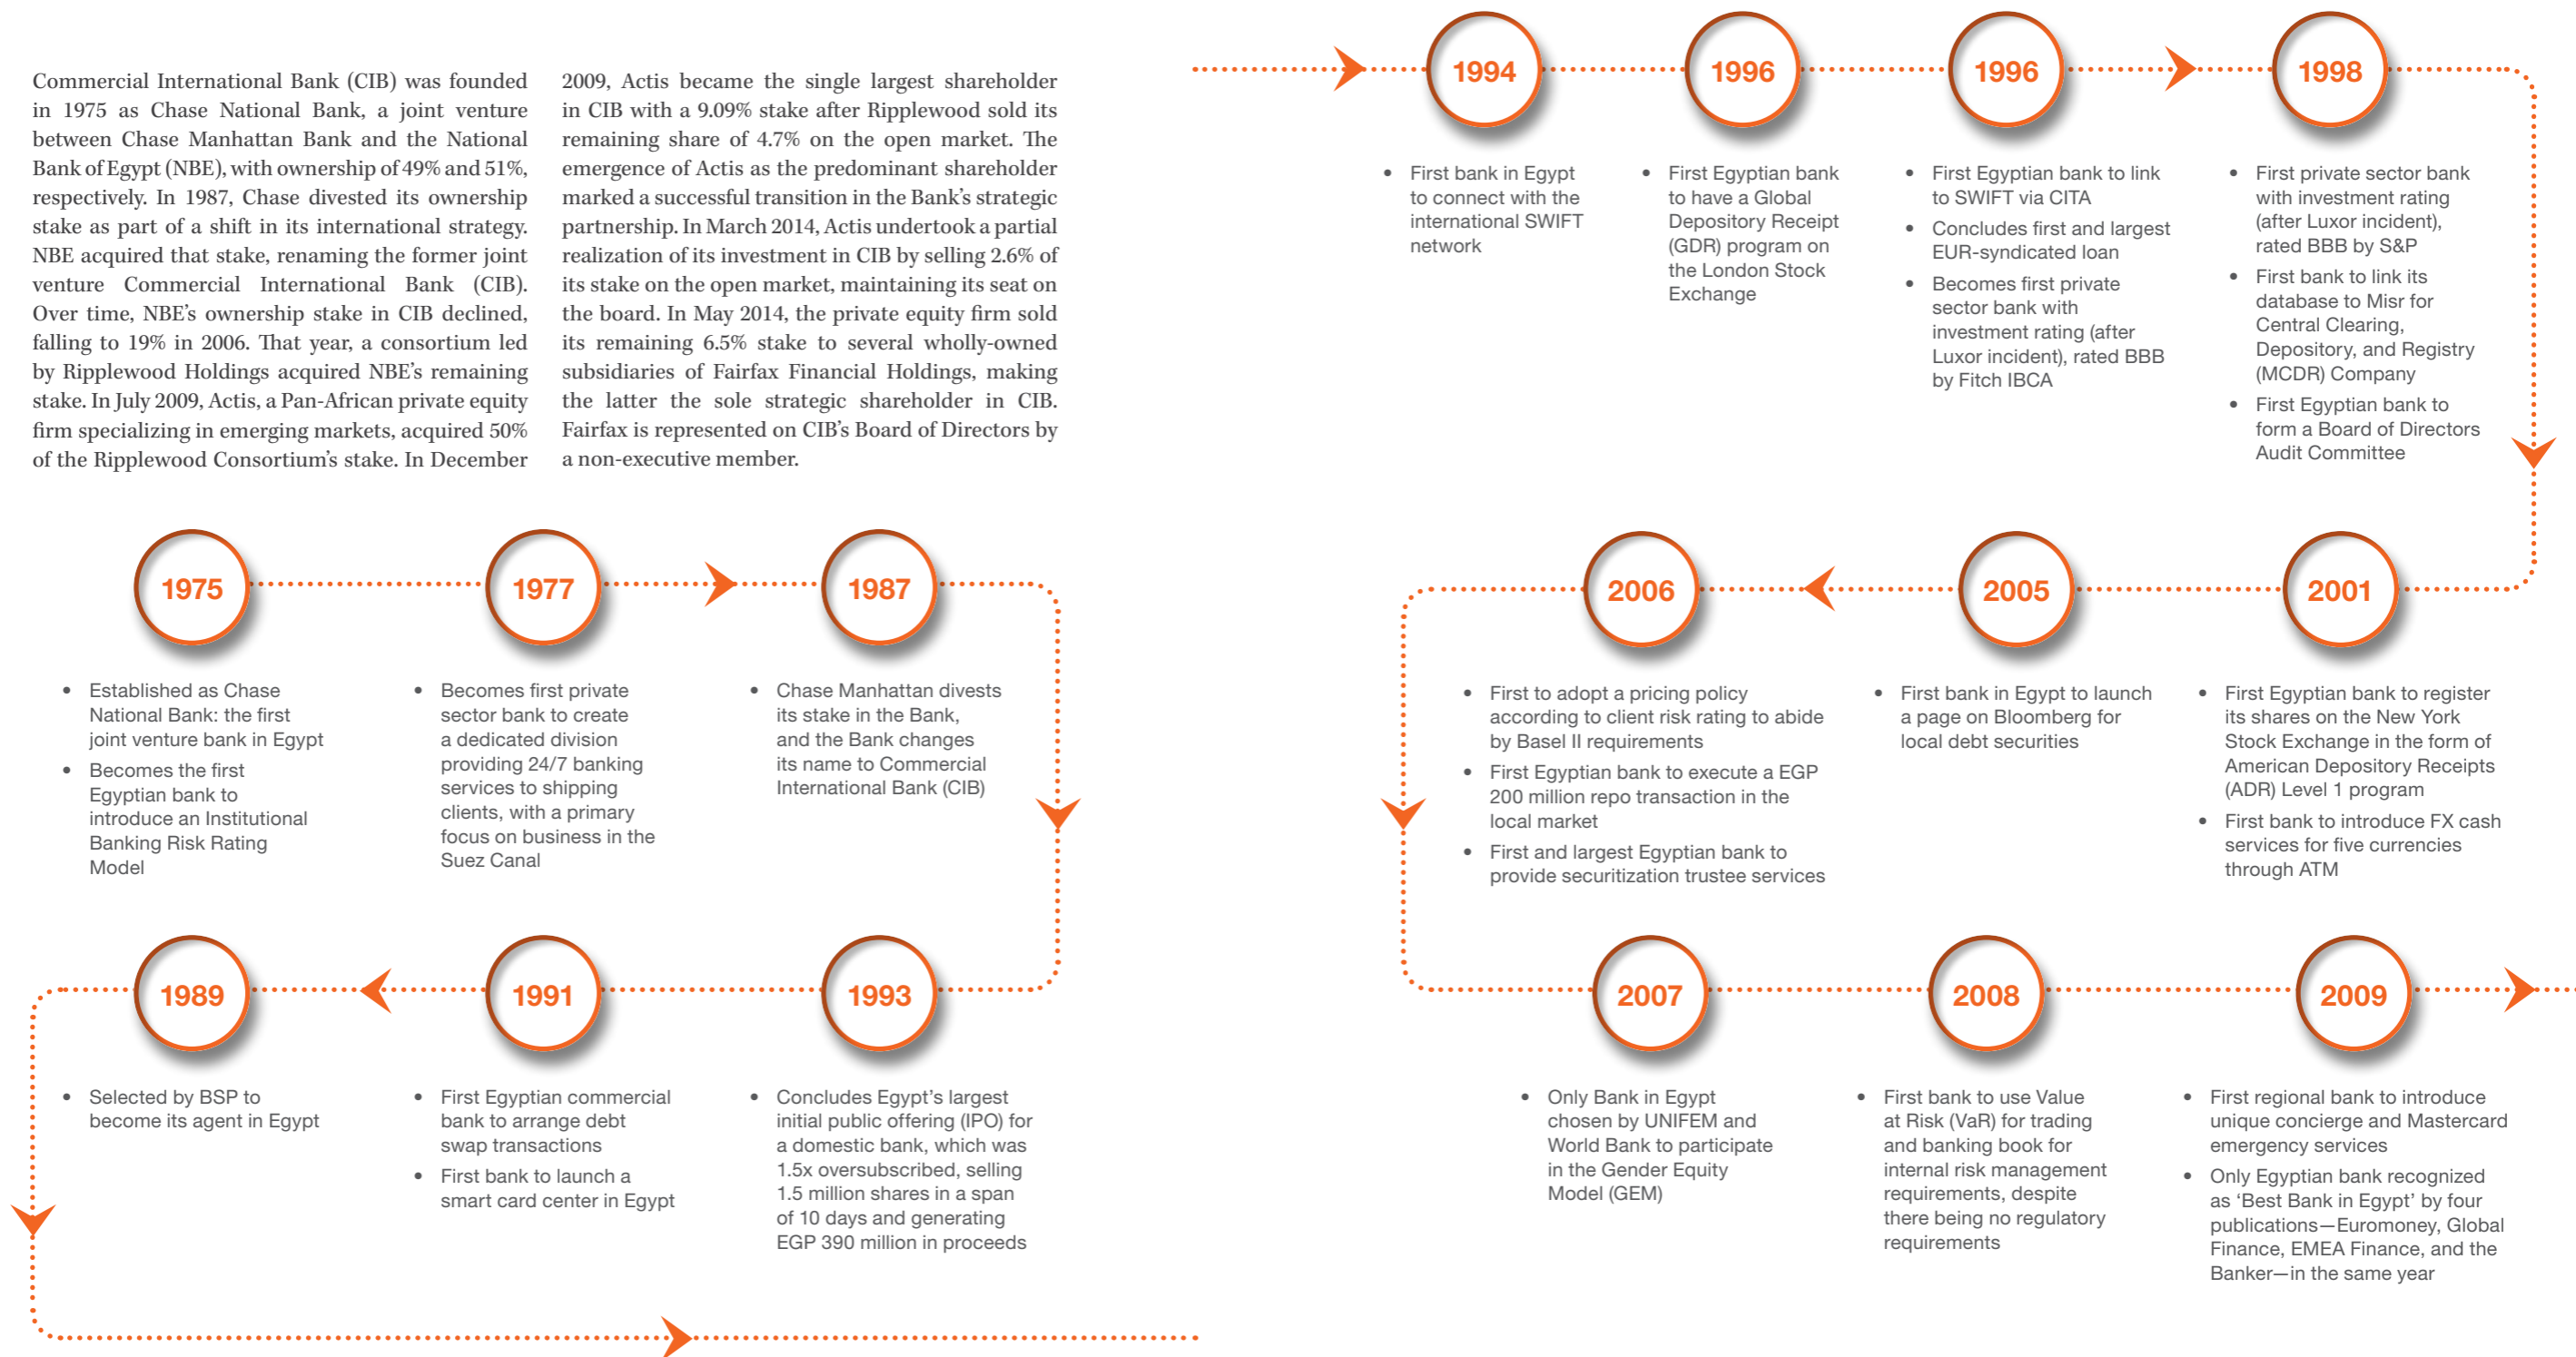 Commercial International Bank (CIB) was founded
in 1975 as Chase National Bank, a joint venture
between Chase Manhattan Bank and the National
Bank of Egypt (NBE), with ownership of 49% and 51%,
respectively. In 1987, Chase divested its ownership
stake as part of a shift in its international strategy.
NBE acquired that stake, renaming the former joint
venture Commercial International Bank (CIB).
Over time, NBE’s ownership stake in CIB declined,
falling to 19% in 2006. That year, a consortium led
by Ripplewood Holdings acquired NBE’s remaining
stake. In July 2009, Actis, a Pan-African private equity
firm specializing in emerging markets, acquired 50%
of the Ripplewood Consortium’s stake. In December
2009, Actis became the single largest shareholder
in CIB with a 9.09% stake after Ripplewood sold its
remaining share of 4.7% on the open market. The
emergence of Actis as the predominant shareholder
marked a successful transition in the Bank’s strategic
partnership. In March 2014, Actis undertook a partial
realization of its investment in CIB by selling 2.6% of
its stake on the open market, maintaining its seat on
the board. In May 2014, the private equity firm sold
its remaining 6.5% stake to several wholly-owned
subsidiaries of Fairfax Financial Holdings, making
the latter the sole strategic shareholder in CIB.
Fairfax is represented on CIB’s Board of Directors by
a non-executive member.
1975
• Established as Chase
National Bank: the first
joint venture bank in Egypt
• Becomes the first
Egyptian bank to
introduce an Institutional
Banking Risk Rating
Model
1977
• Becomes first private
sector bank to create
a dedicated division
providing 24/7 banking
services to shipping
clients, with a primary
focus on business in the
Suez Canal
1987
• Chase Manhattan divests
its stake in the Bank,
and the Bank changes
its name to Commercial
International Bank (CIB)
1989
• Selected by BSP to
become its agent in Egypt
1991
• First Egyptian commercial
bank to arrange debt
swap transactions
• First bank to launch a
smart card center in Egypt
1993
• Concludes Egypt’s largest
initial public offering (IPO) for
a domestic bank, which was
1.5x oversubscribed, selling
1.5 million shares in a span
of 10 days and generating
EGP 390 million in proceeds
1994
• First bank in Egypt
to connect with the
international SWIFT
network
1996
• First Egyptian bank
to have a Global
Depository Receipt
(GDR) program on
the London Stock
Exchange
1996
• First Egyptian bank to link
to SWIFT via CITA
• Concludes first and largest
EUR-syndicated loan
• Becomes first private
sector bank with
investment rating (after
Luxor incident), rated BBB
by Fitch IBCA
1998
• First private sector bank
with investment rating
(after Luxor incident),
rated BBB by S&P
• First bank to link its
database to Misr for
Central Clearing,
Depository, and Registry
(MCDR) Company
• First Egyptian bank to
form a Board of Directors
Audit Committee
2006
• First to adopt a pricing policy
according to client risk rating to abide
by Basel II requirements
• First Egyptian bank to execute a EGP
200 million repo transaction in the
local market
• First and largest Egyptian bank to
provide securitization trustee services
2005
• First bank in Egypt to launch
a page on Bloomberg for
local debt securities
2001
• First Egyptian bank to register
its shares on the New York
Stock Exchange in the form of
American Depository Receipts
(ADR) Level 1 program
• First bank to introduce FX cash
services for five currencies
through ATM
2007
• Only Bank in Egypt
chosen by UNIFEM and
World Bank to participate
in the Gender Equity
Model (GEM)
2008
• First bank to use Value
at Risk (VaR) for trading
and banking book for
internal risk management
requirements, despite
there being no regulatory
requirements
2009
• First regional bank to introduce
unique concierge and Mastercard
emergency services
• Only Egyptian bank recognized
as ‘Best Bank in Egypt’ by four
publications—Euromoney, Global
Finance, EMEA Finance, and the
Banker—in the same year